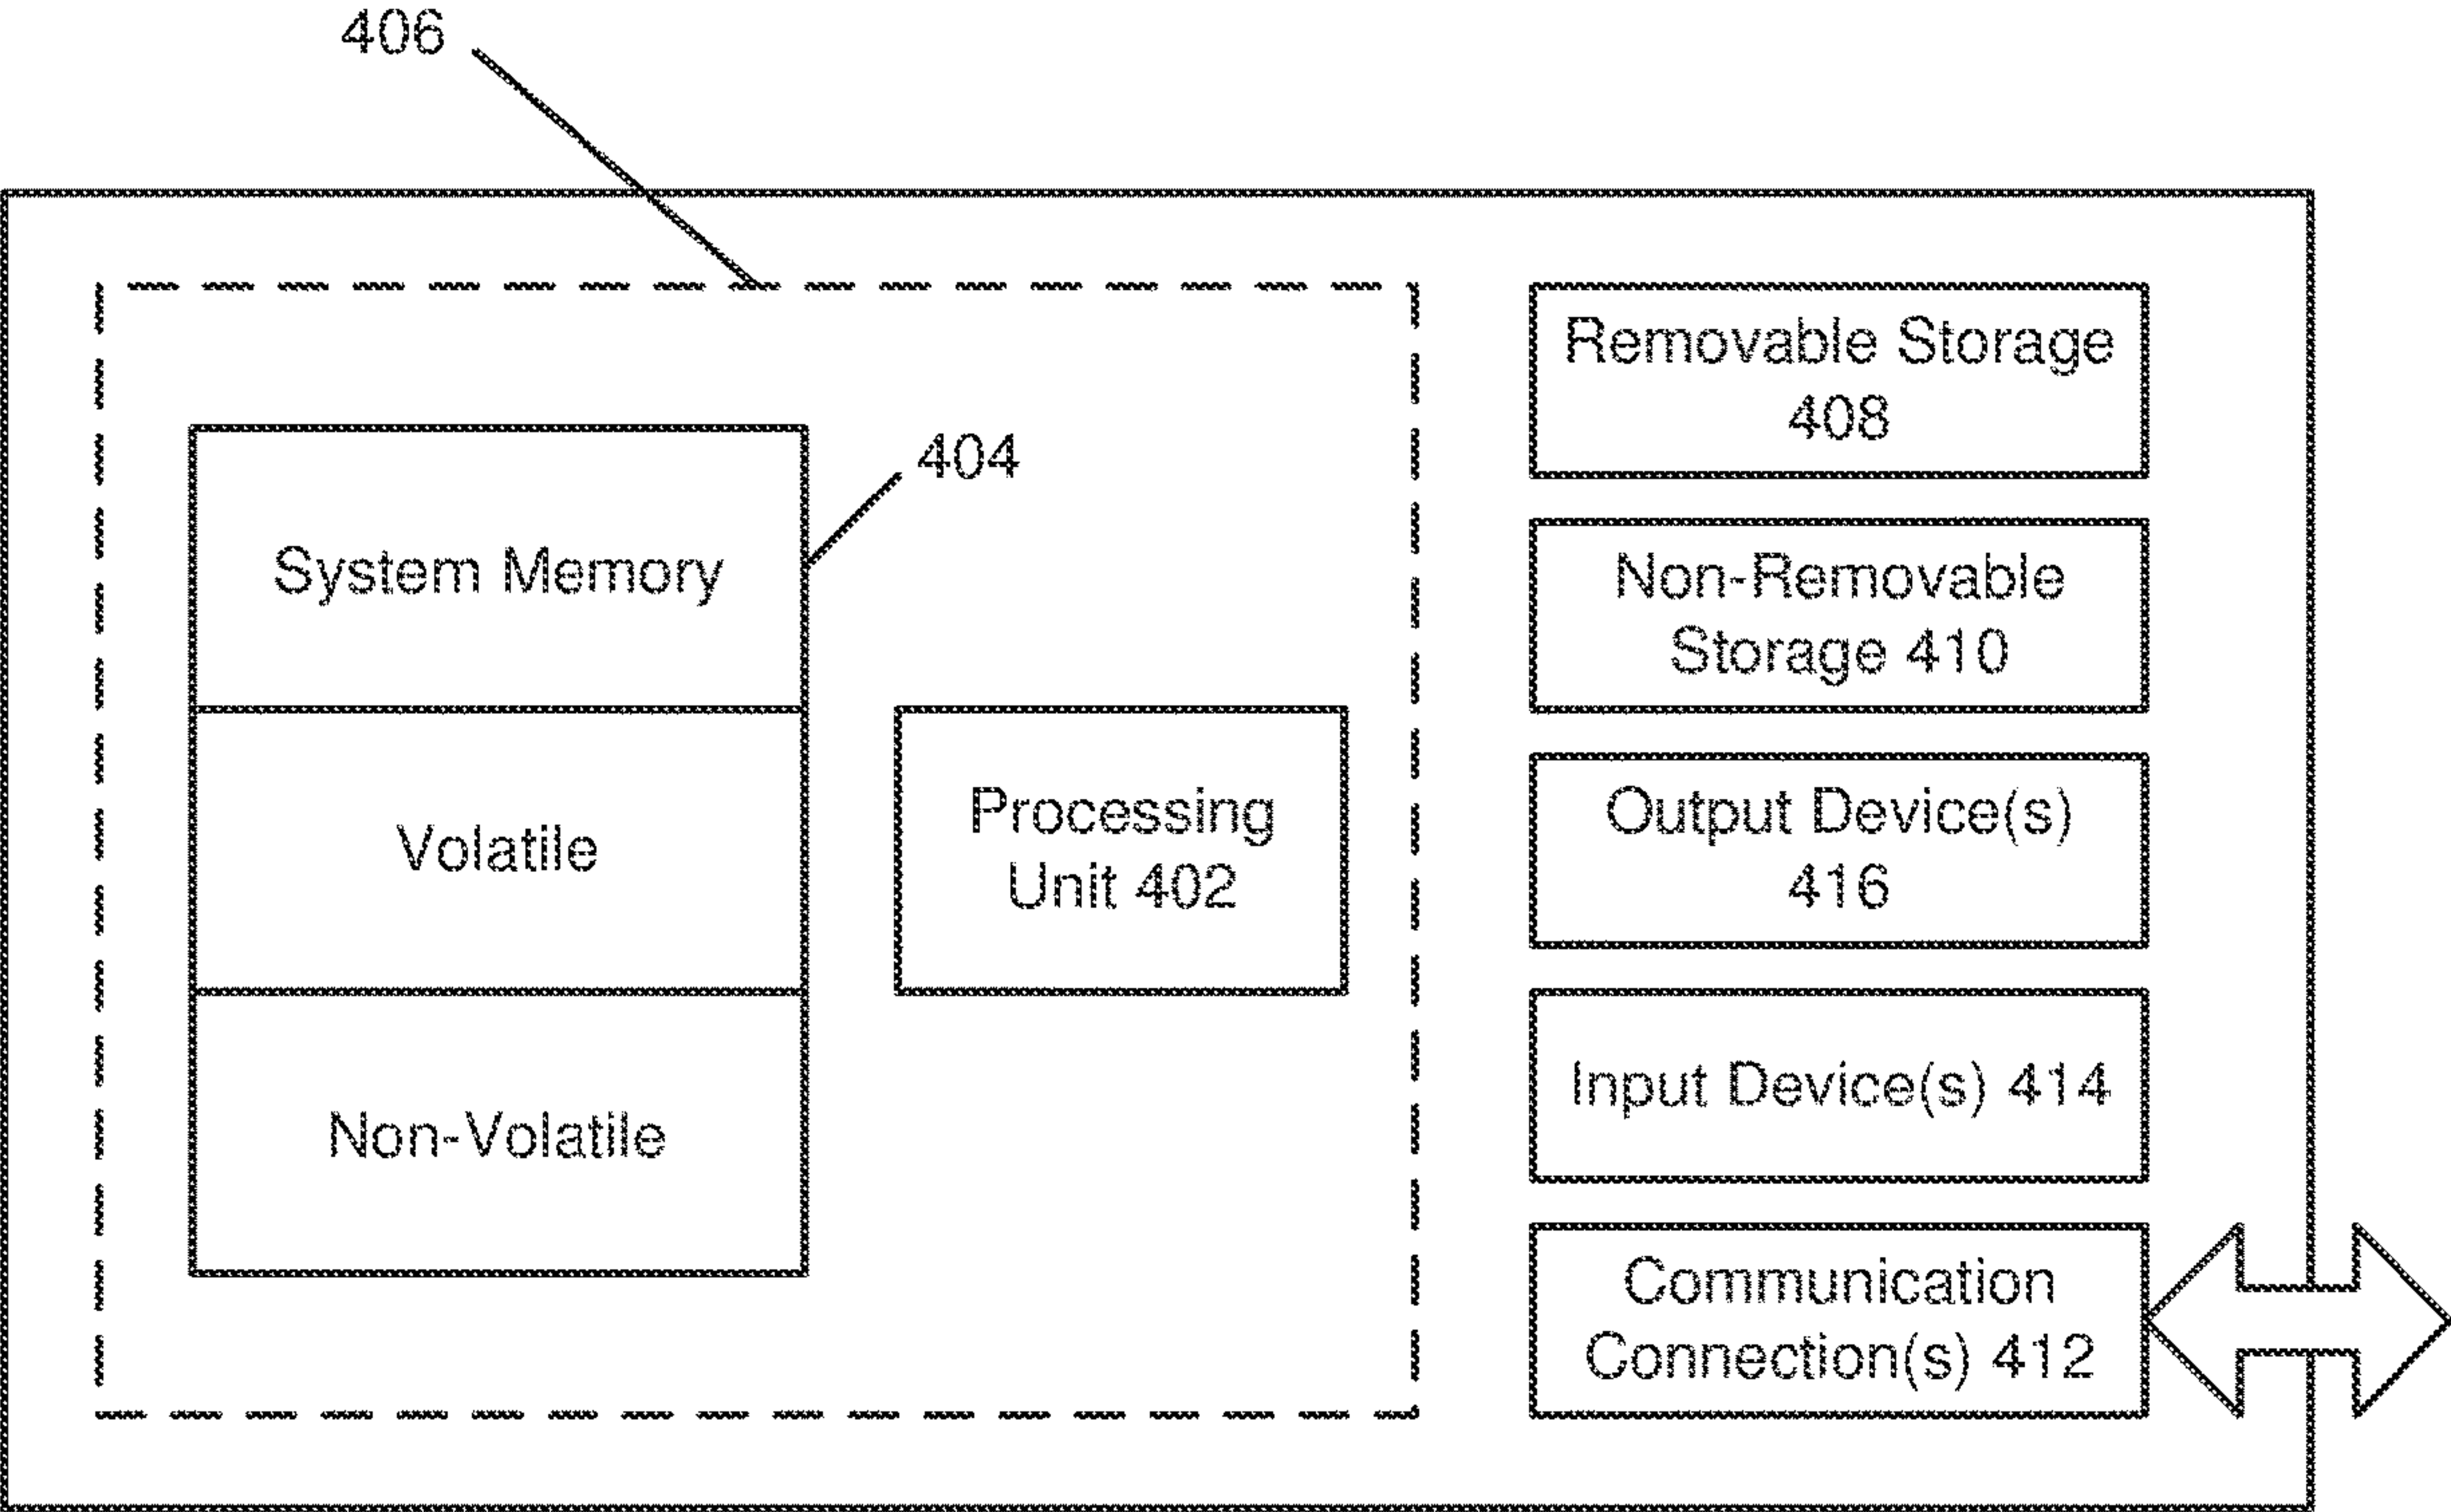 406
404
System Memory
Volatile
Non-Volatile
Processing
Unit 402
Removable Storage
408
Non-Removable
Storage 410
Output Device(s)
416
Input Device(s) 414
Communication
Connection(s) 412